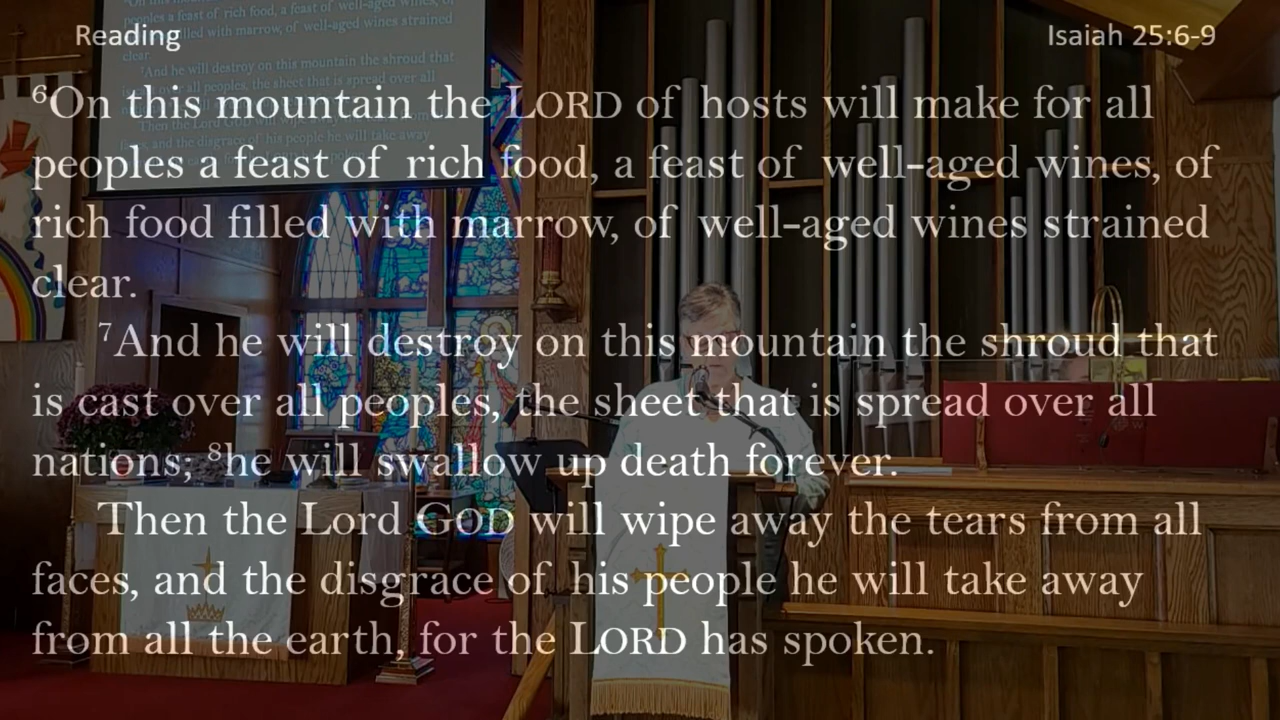 Reading
Isaiah 25:6-9
⁶On this mountain the LORD of hosts will make for all
peoples a feast of rich food, a feast of well-aged wines, of
rich food filled with marrow, of well-aged wines strained
clear.
⁷And he will destroy on this mountain the shroud that
is cast over all peoples, the sheet that is spread over all
nations; ⁸he will swallow up death forever.
Then the Lord GOD will wipe away the tears from all
faces, and the disgrace of his people he will take away
from all the earth, for the LORD has spoken.